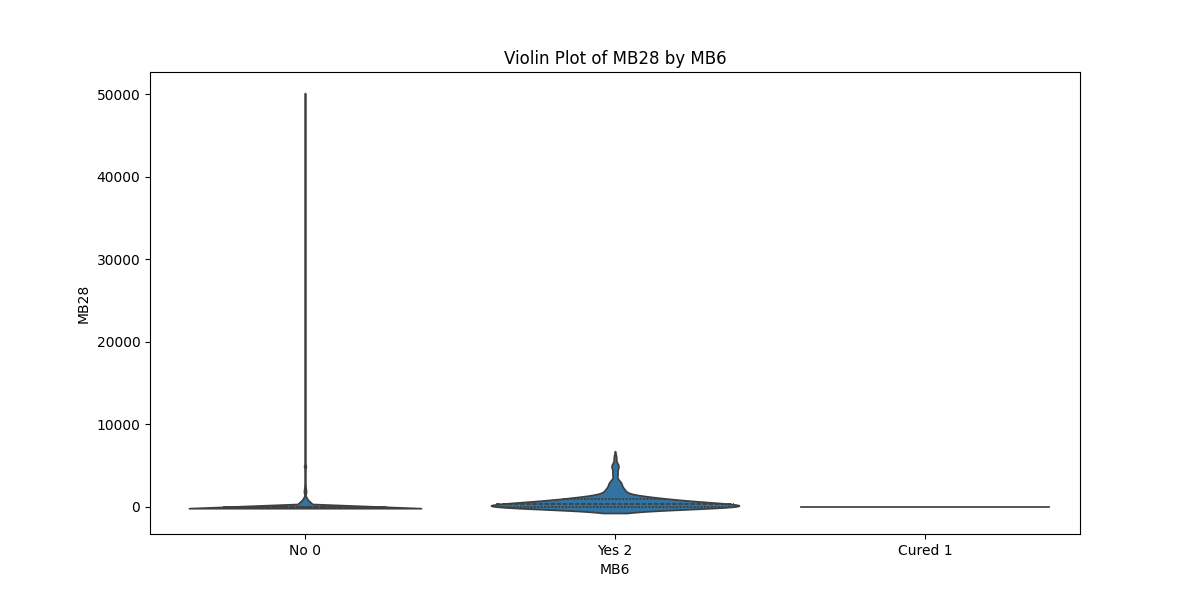 Violin Plot of MB28 by MB6
50000
40000
30000
20000
10000
0
MB28
No 0
Yes 2
Cured 1
MB6